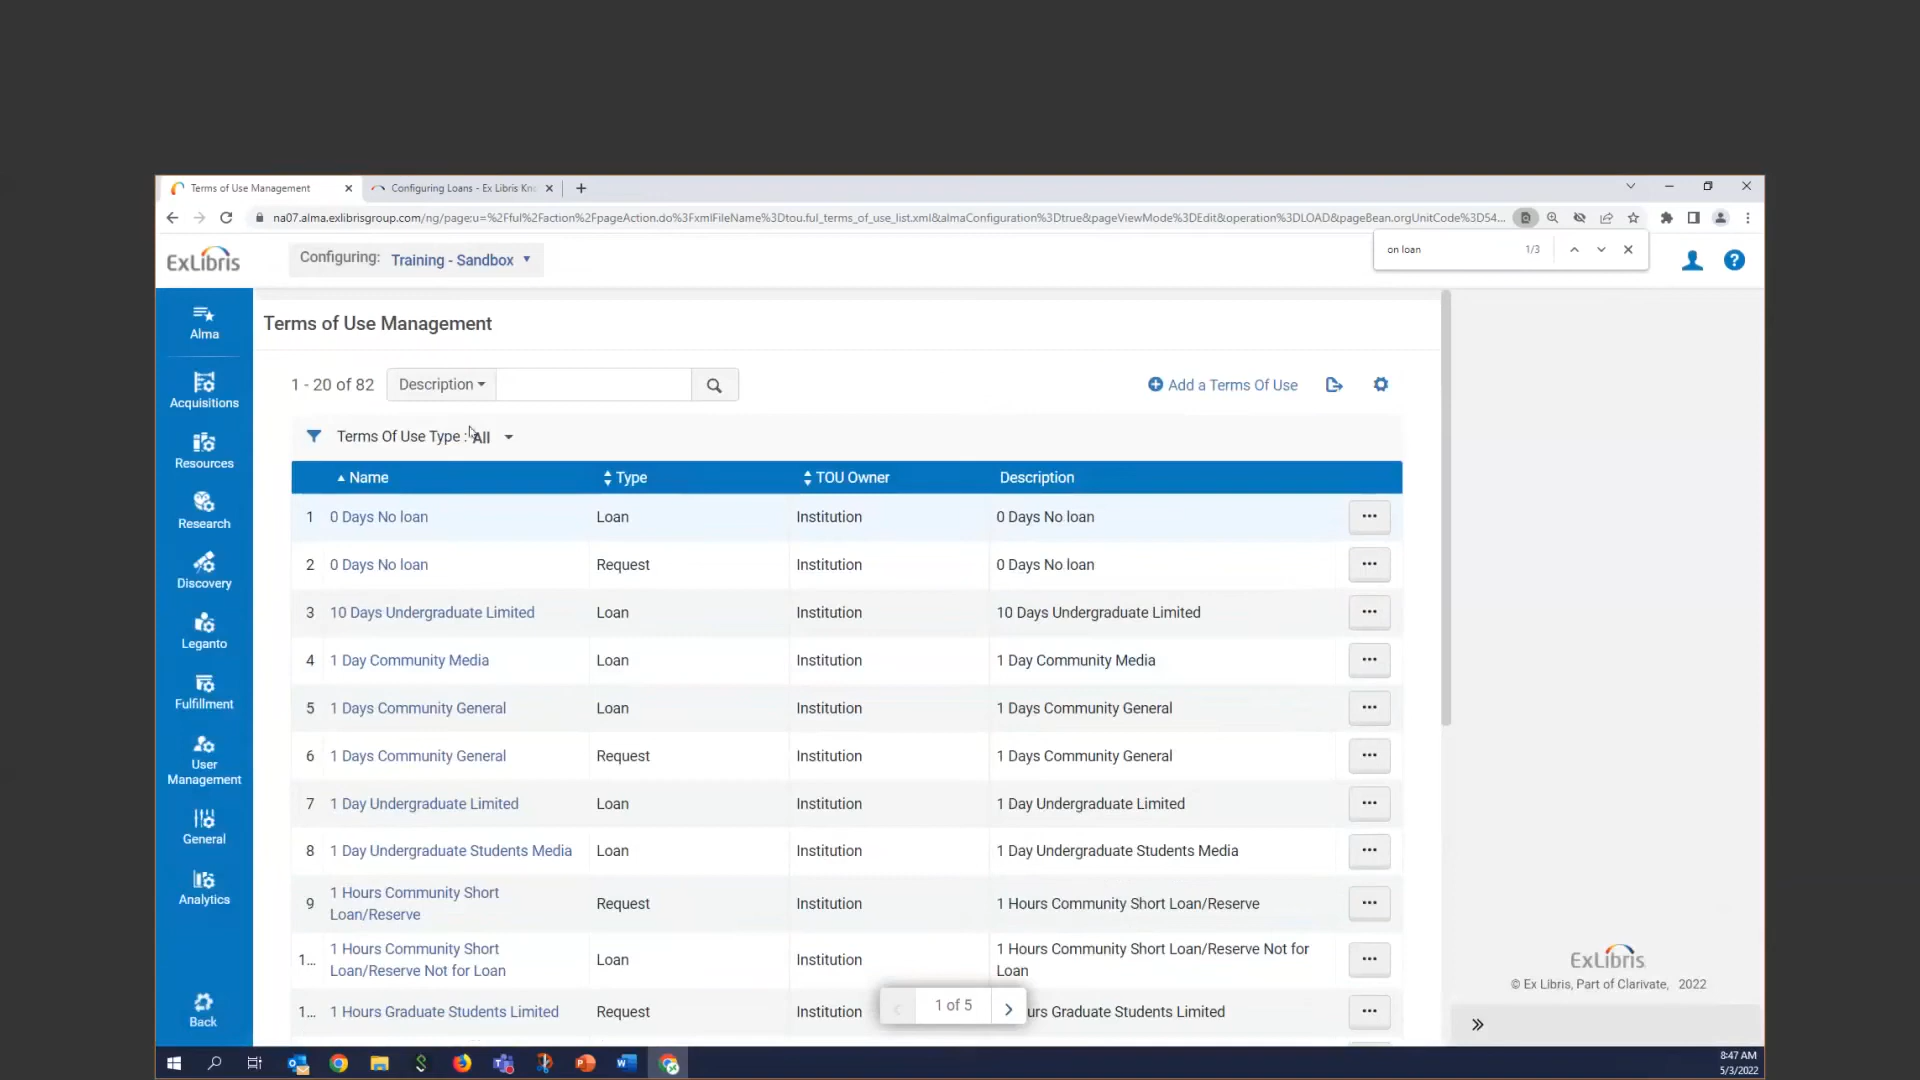 Terms of Use Management
Configuring Loans - Ex Libris Kn
na07.alma.exlibrisgroup.com/ng/page;u=%2Fful%2Faction%2FpageAction.do%3FxmlFileName%3Dtou.ful_terms_of_use_list.xml&almaConfiguration%3Dtrue&pageViewMode%3DEdit&operation%3DLOAD&pageBean.orgUnitCode%3D54...
on loan 1/3
ExLibris
Configuring: Training - Sandbox
Alma
Acquisitions
Resources
Research
Discovery
Leganto
Fulfillment
User
Management
General
Analytics
Back
Terms of Use Management
1 - 20 of 82 Description
Add a Terms Of Use
Terms Of Use Type : All
Name Type TOU Owner Description
1 0 Days No loan Loan Institution 0 Days No loan ...
2 0 Days No loan Request Institution 0 Days No loan ...
3 10 Days Undergraduate Limited Loan Institution 10 Days Undergraduate Limited ...
4 1 Day Community Media Loan Institution 1 Day Community Media ...
5 1 Days Community General Loan Institution 1 Days Community General ...
6 1 Days Community General Request Institution 1 Days Community General ...
7 1 Day Undergraduate Limited Loan Institution 1 Day Undergraduate Limited ...
8 1 Day Undergraduate Students Media Loan Institution 1 Day Undergraduate Students Media ...
9 1 Hours Community Short
Loan/Reserve Request Institution 1 Hours Community Short Loan/Reserve ...
1... 1 Hours Community Short
Loan/Reserve Not for Loan Loan Institution 1 Hours Community Short Loan/Reserve Not for
Loan ...
1... 1 Hours Graduate Students Limited Request Institution urs Graduate Students Limited ...
1 of 5
ExLibris
© Ex Libris, Part of Clarivate, 2022
8:47 AM
5/3/2022